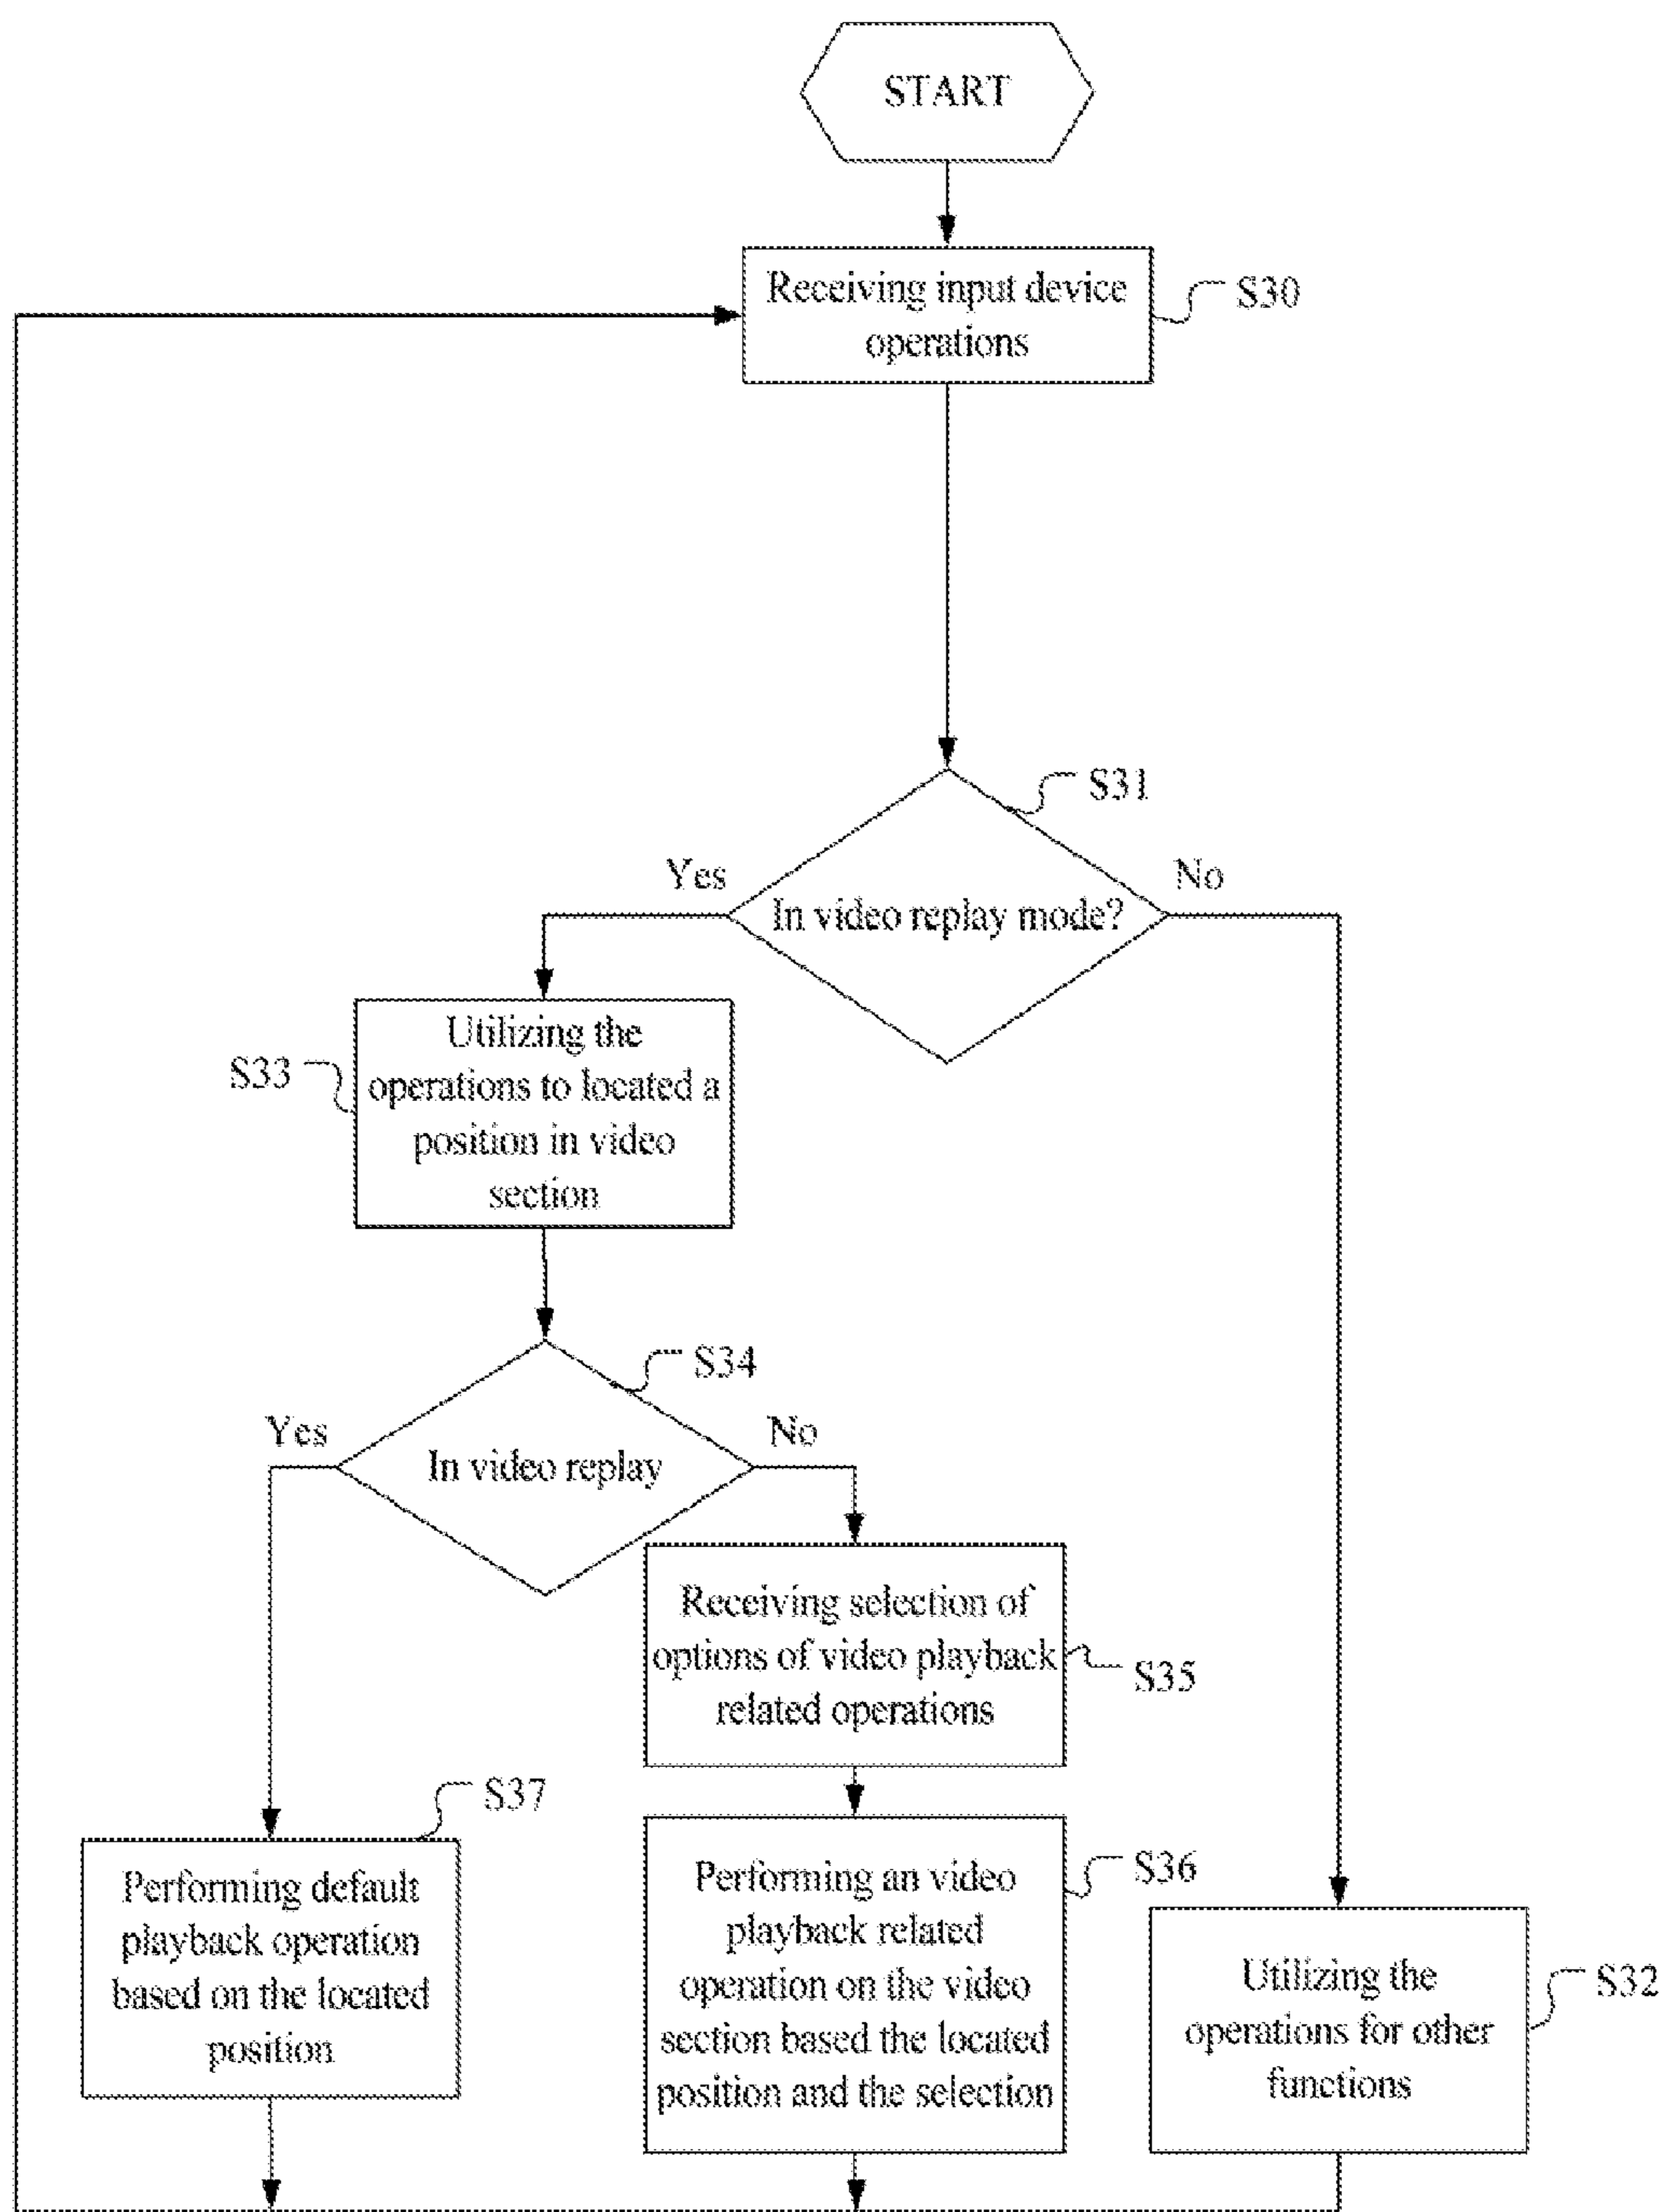 START
Receiving input device
operations
S30
S31
Yes
No
In video replay mode?
S33
Utilizing the
operations to located a
position in video
section
S34
Yes
No
In video replay
Receiving selection of
options of video playback
related operations
S35
S37
Performing default
playback operation
based on the located
position
Performing an video
playback related
operation on the video
section based the located
position and the selection
S36
Utilizing the
operations for other
functions
S32